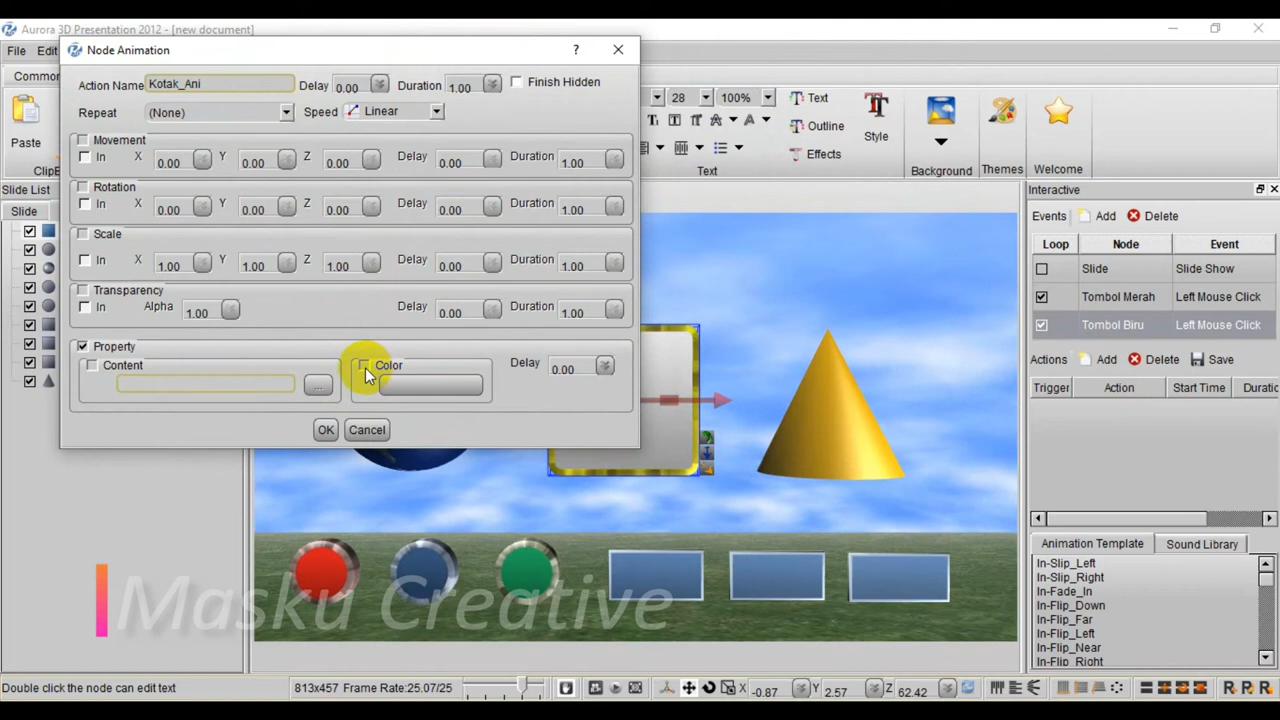 Aurora 3D Presentation 2012 - [new document]
File Edit
Common
Paste
Slide List
Slide
Node Animation
?
Action Name Kotak_Ani Delay 0.00 Duration 1.00 Finish Hidden
Repeat (None) Speed Linear
Movement
In X 0.00 Y 0.00 Z 0.00 Delay 0.00 Duration 1.00
Rotation
In X 0.00 Y 0.00 Z 0.00 Delay 0.00 Duration 1.00
Scale
In X 1.00 Y 1.00 Z 1.00 Delay 0.00 Duration 1.00
Transparency
In Alpha 1.00 Delay 0.00 Duration 1.00
Property
Content Color Delay 0.00
...
OK Cancel
28 100%
Text
Outline
Effects
Style
Text
Background
Themes
Welcome
Interactive
Events Add Delete
Loop Node Event
Slide Slide Show
Tombol Merah Left Mouse Click
Tombol Biru Left Mouse Click
Actions Add Delete Save
Trigger Action Start Time Duratic
Animation Template Sound Library
In-Slip_Left
In-Slip_Right
In-Fade_In
In-Flip_Down
In-Flip_Far
In-Flip_Left
In-Flip_Near
In-Flip_Right
Masku Creative
Double click the node can edit text
813x457 Frame Rate:25.07/25
X -0.87 Y 2.57 Z 62.42